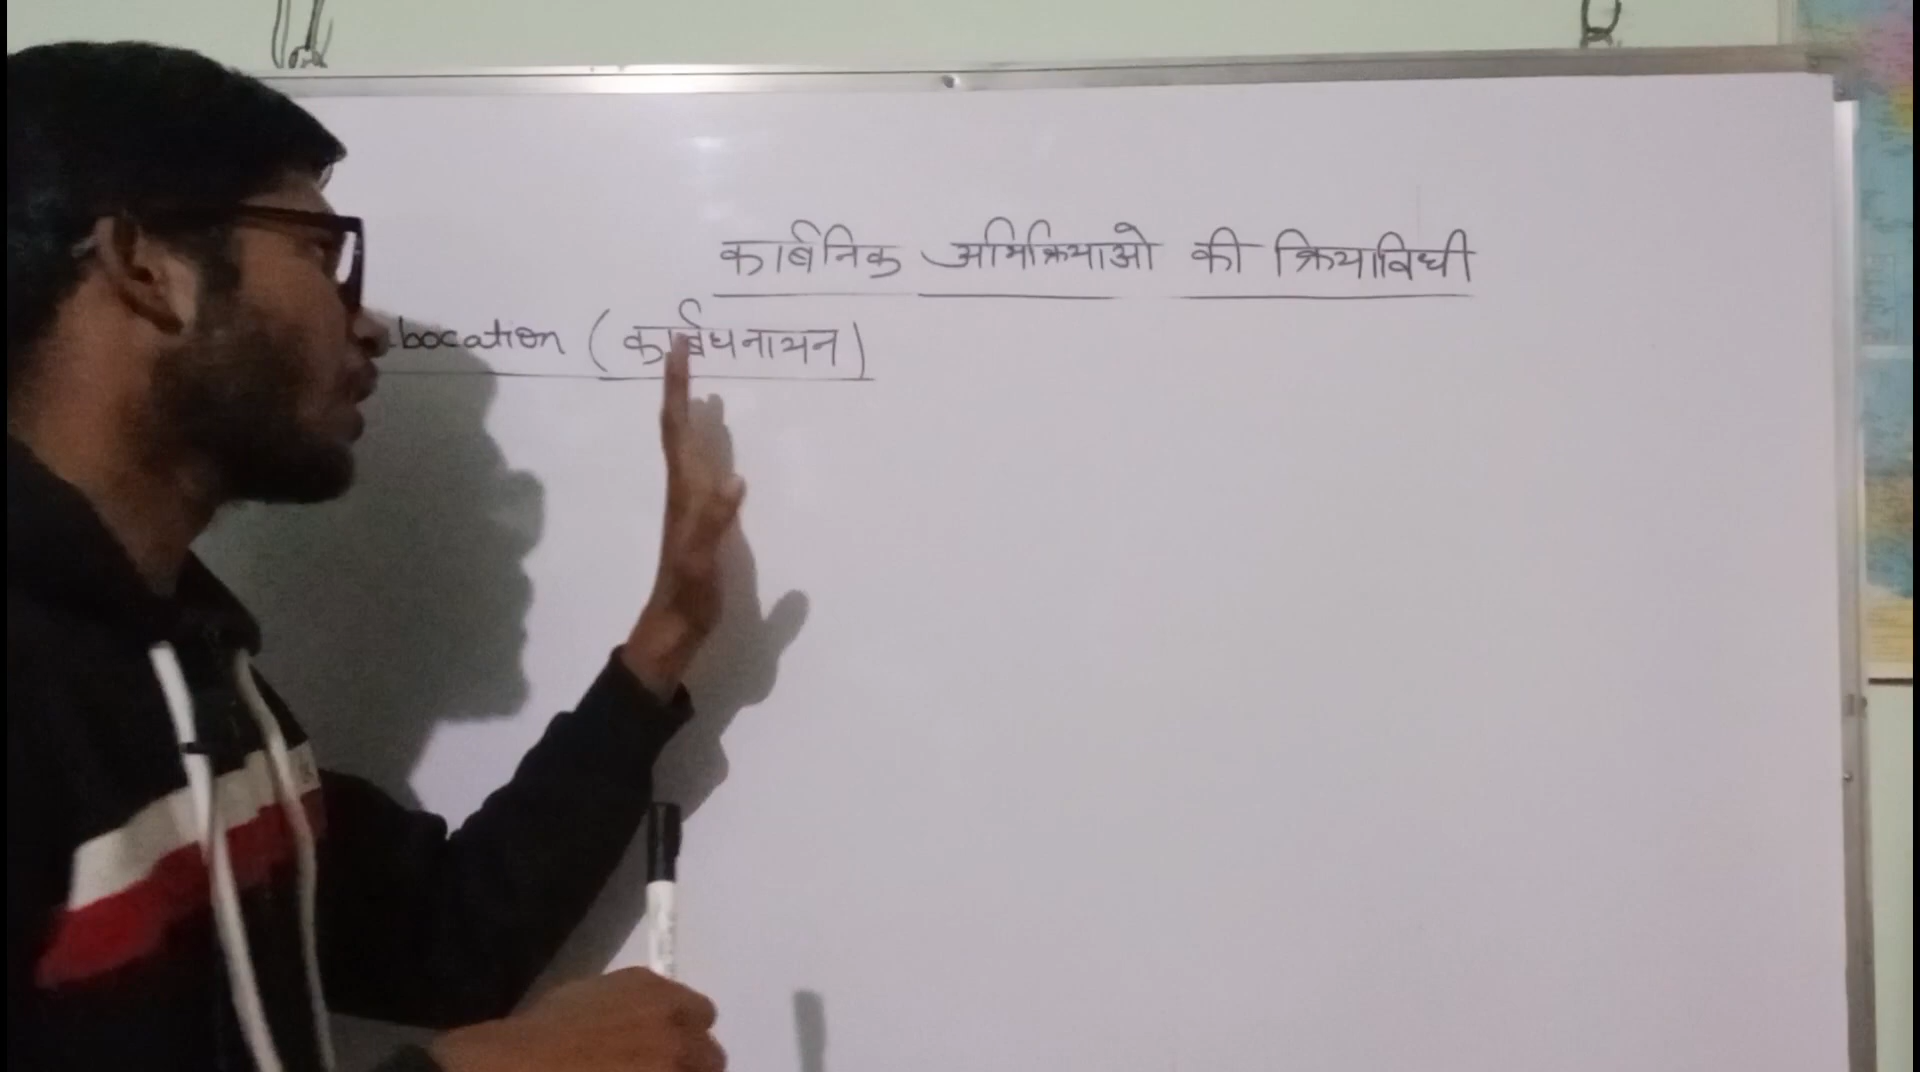 कार्बनिक अभिक्रियाओ की क्रियाविधी
bocation (कार्बधनायन)